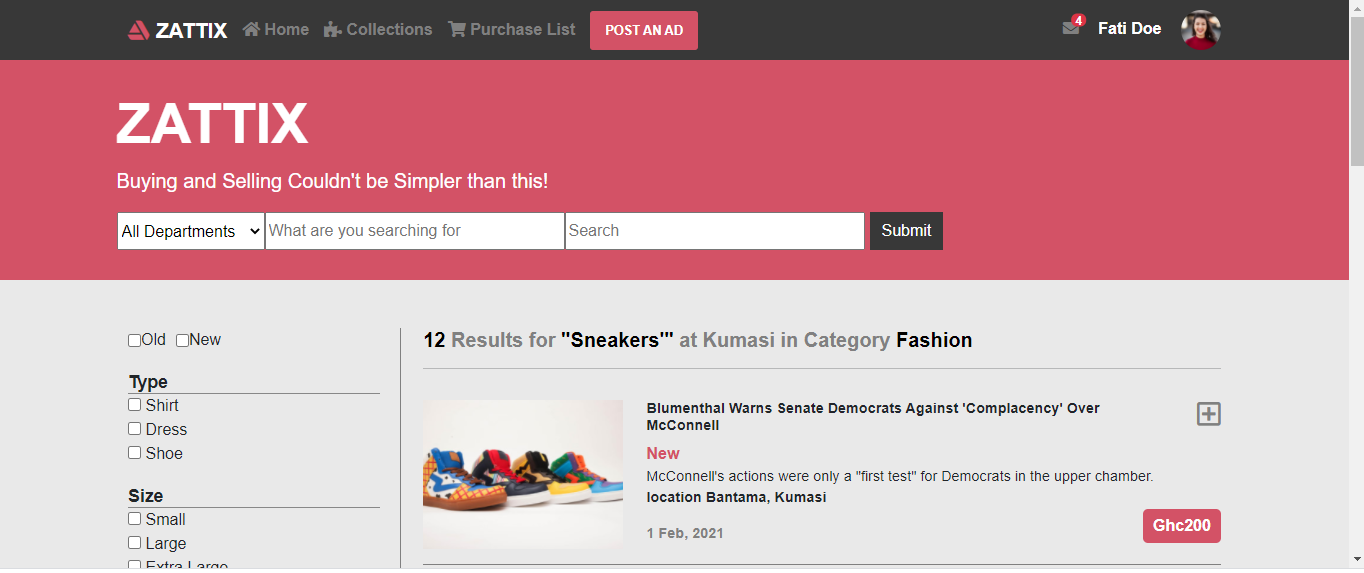 ZATTIX Home Collections Purchase List POST AN AD 4 Fati Doe
ZATTIX
Buying and Selling Couldn't be Simpler than this!
All Departments What are you searching for Search Submit
Old New
Type
Shirt
Dress
Shoe
Size
Small
Large
Extra Large
12 Results for "Sneakers'" at Kumasi in Category Fashion
Blumenthal Warns Senate Democrats Against 'Complacency' Over
McConnell
New
McConnell's actions were only a "first test" for Democrats in the upper chamber.
location Bantama, Kumasi
1 Feb, 2021
Ghc200